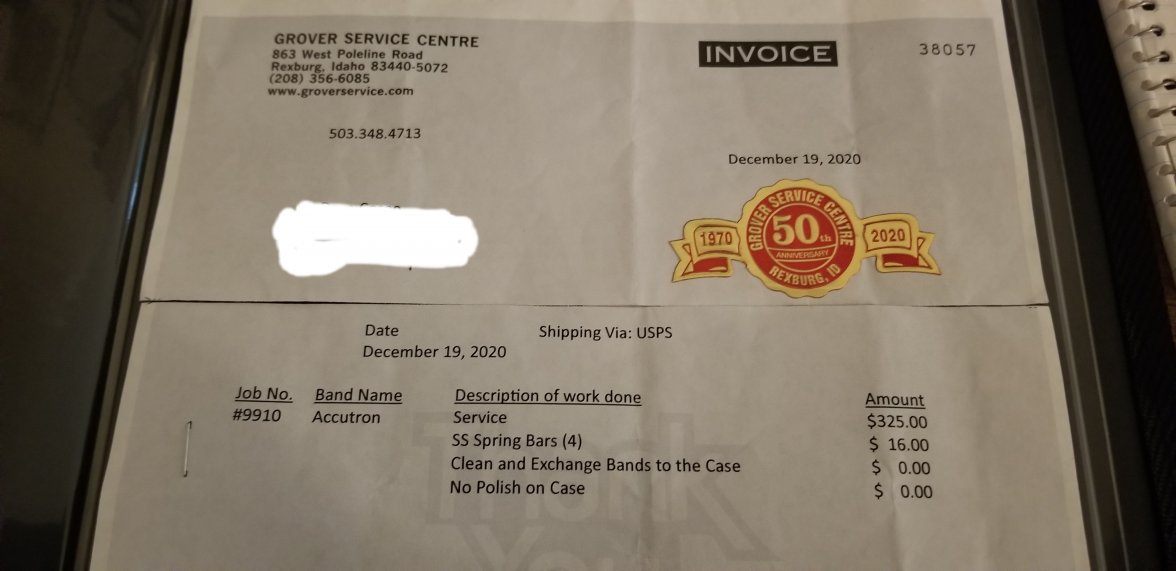 GROVER SERVICE CENTRE
863 West Poleline Road
Rexburg, Idaho 83440-5072
(208) 356-6085
www.groverservice.com
INVOICE
38057
503.348.4713
December 19, 2020
1970
GROVER SERVICE CENTRE
50th
ANNIVERSARY
REXBURG, ID
2020
Date
Shipping Via: USPS
December 19, 2020
Job No. Band Name Description of work done Amount
#9910 Accutron Service $325.00
SS Spring Bars (4) $ 16.00
Clean and Exchange Bands to the Case $ 0.00
No Polish on Case $ 0.00
Thank
You